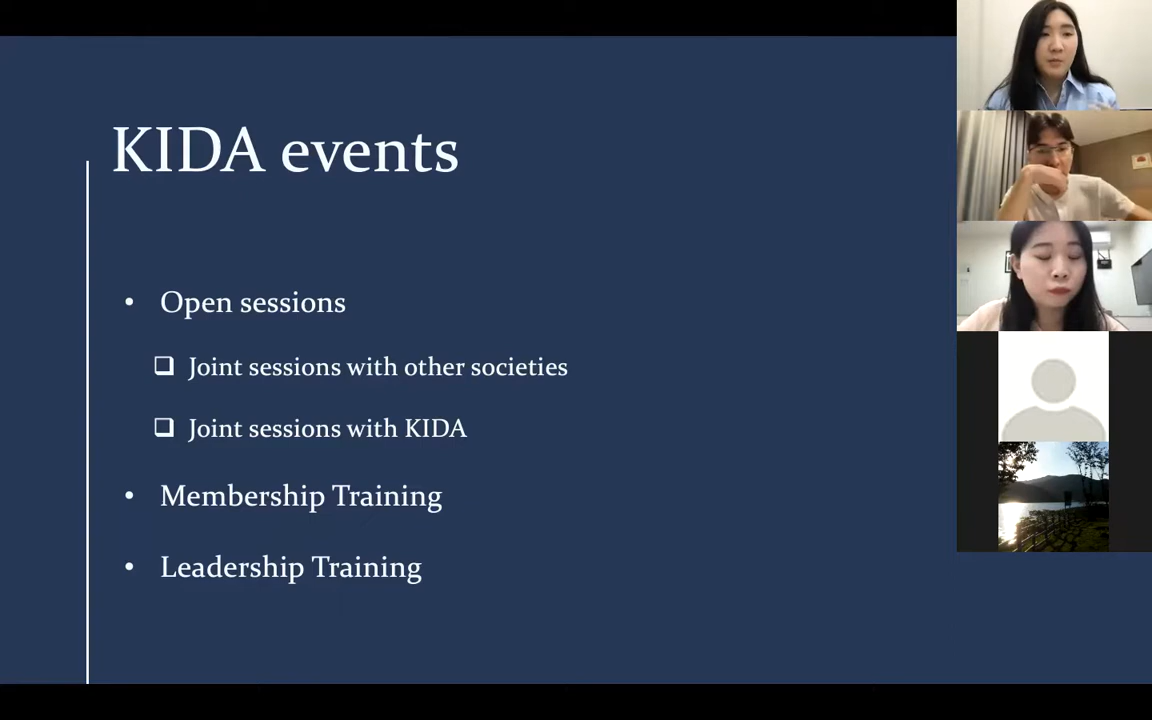 KIDA events
• Open sessions
❑ Joint sessions with other societies
❑ Joint sessions with KIDA
• Membership Training
• Leadership Training